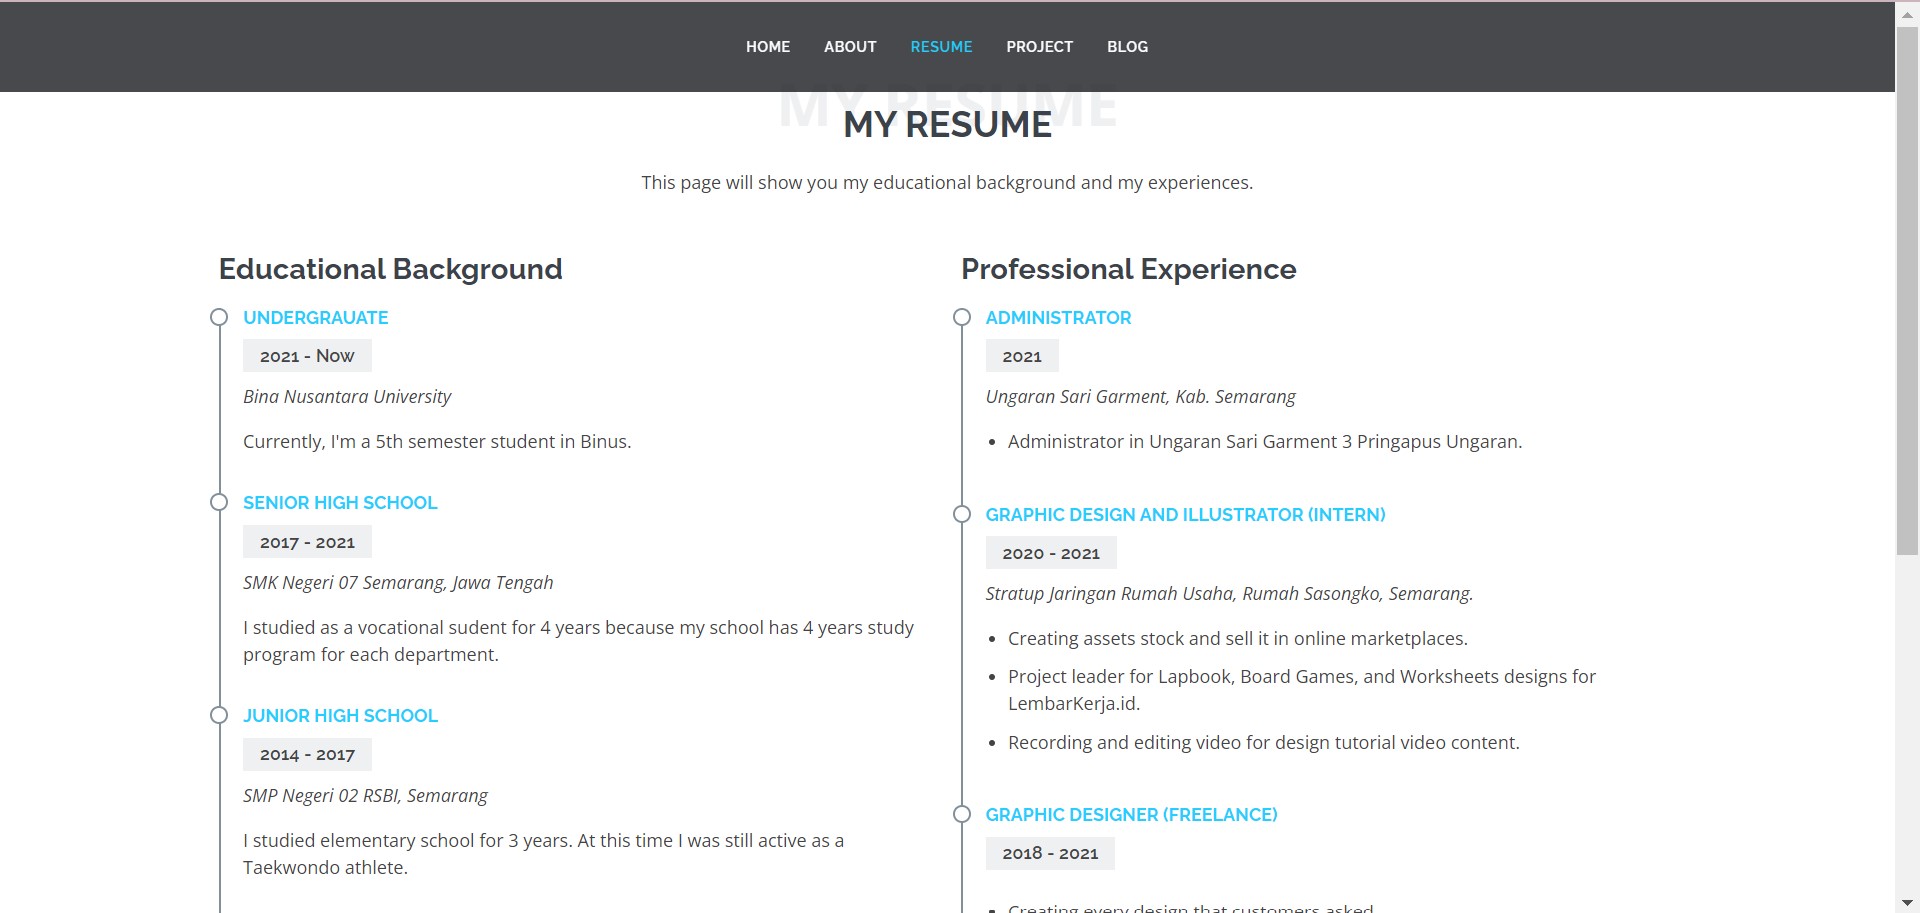 HOME ABOUT RESUME PROJECT BLOG
MY RESUME
MY RESUME
This page will show you my educational background and my experiences.
Educational Background
UNDERGRAUATE
2021 - Now
Bina Nusantara University
Currently, I'm a 5th semester student in Binus.
SENIOR HIGH SCHOOL
2017 - 2021
SMK Negeri 07 Semarang, Jawa Tengah
I studied as a vocational sudent for 4 years because my school has 4 years study
program for each department.
JUNIOR HIGH SCHOOL
2014 - 2017
SMP Negeri 02 RSBI, Semarang
I studied elementary school for 3 years. At this time I was still active as a
Taekwondo athlete.
Professional Experience
ADMINISTRATOR
2021
Ungaran Sari Garment, Kab. Semarang
• Administrator in Ungaran Sari Garment 3 Pringapus Ungaran.
GRAPHIC DESIGN AND ILLUSTRATOR (INTERN)
2020 - 2021
Stratup Jaringan Rumah Usaha, Rumah Sasongko, Semarang.
• Creating assets stock and sell it in online marketplaces.
• Project leader for Lapbook, Board Games, and Worksheets designs for
LembarKerja.id.
• Recording and editing video for design tutorial video content.
GRAPHIC DESIGNER (FREELANCE)
2018 - 2021
• Creating every design that customers asked.